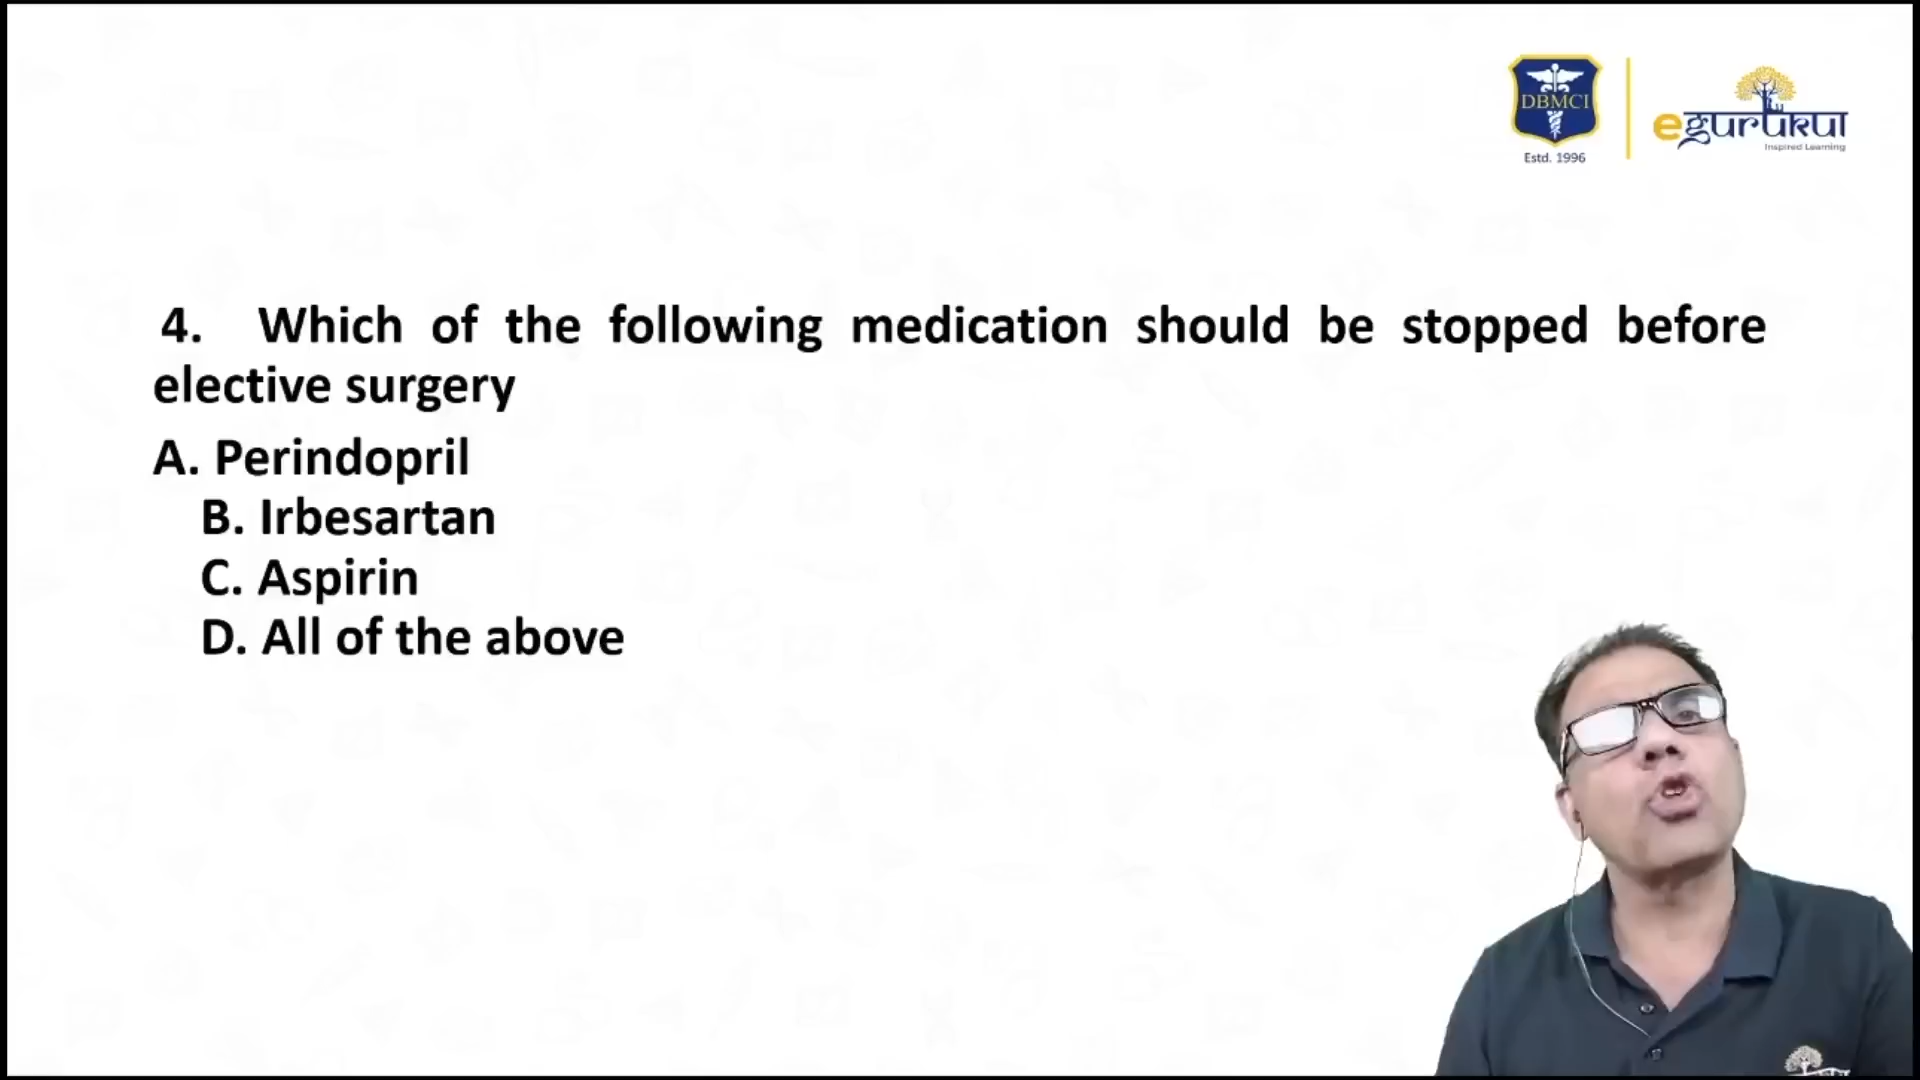 DBMCI
Estd. 1996
egurukul
Inspired Learning
4. Which of the following medication should be stopped before
elective surgery
A. Perindopril
B. Irbesartan
C. Aspirin
D. All of the above